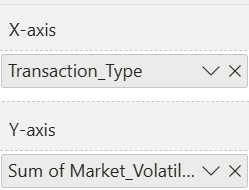 X-axis
Transaction_Type
Y-axis
Sum of Market_Volatil...